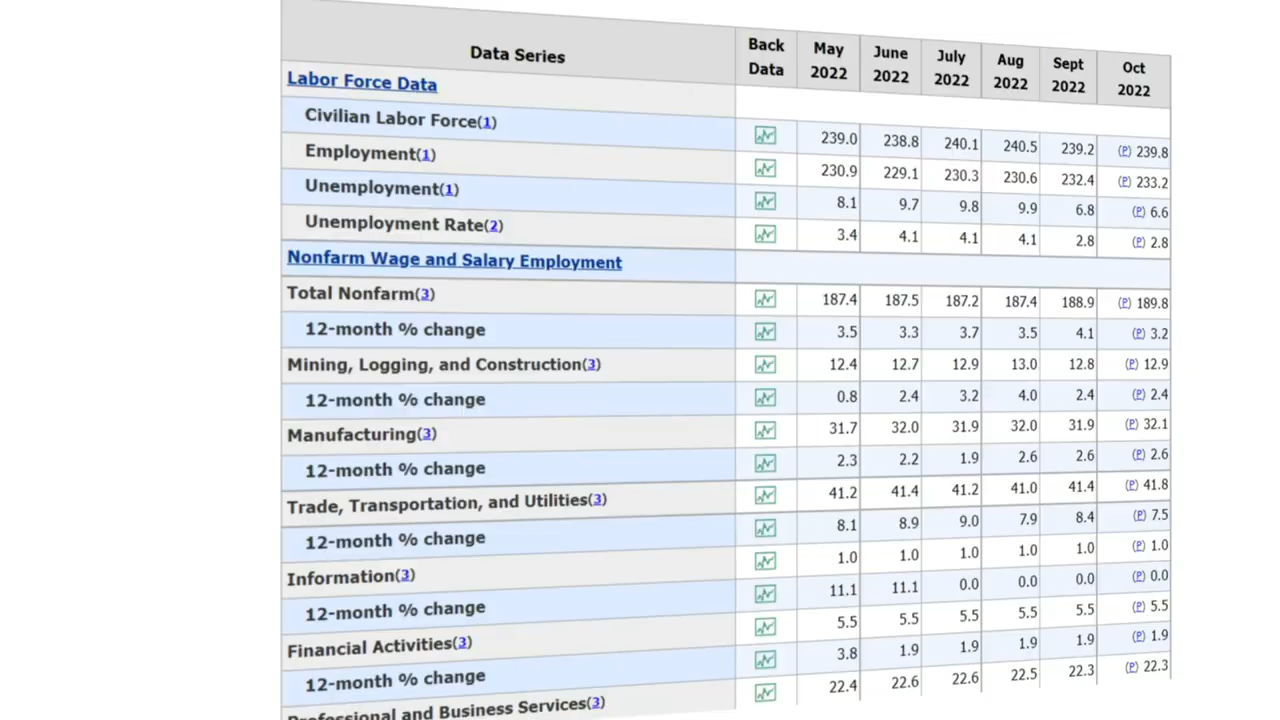 Data Series Back Data May 2022 June 2022 July 2022 Aug 2022 Sept 2022 Oct 2022
Labor Force Data
Civilian Labor Force(1) 239.0 238.8 240.1 240.5 239.2 (P) 239.8
Employment(1) 230.9 229.1 230.3 230.6 232.4 (P) 233.2
Unemployment(1) 8.1 9.7 9.8 9.9 6.8 (P) 6.6
Unemployment Rate(2) 3.4 4.1 4.1 4.1 2.8 (P) 2.8
Nonfarm Wage and Salary Employment
Total Nonfarm(3) 187.4 187.5 187.2 187.4 188.9 (P) 189.8
12-month % change 3.5 3.3 3.7 3.5 4.1 (P) 3.2
Mining, Logging, and Construction(3) 12.4 12.7 12.9 13.0 12.8 (P) 12.9
12-month % change 0.8 2.4 3.2 4.0 2.4 (P) 2.4
Manufacturing(3) 31.7 32.0 31.9 32.0 31.9 (P) 32.1
12-month % change 2.3 2.2 1.9 2.6 2.6 (P) 2.6
Trade, Transportation, and Utilities(3) 41.2 41.4 41.2 41.0 41.4 (P) 41.8
12-month % change 8.1 8.9 9.0 7.9 8.4 (P) 7.5
Information(3) 1.0 1.0 1.0 1.0 1.0 (P) 1.0
12-month % change 11.1 11.1 0.0 0.0 0.0 (P) 0.0
Financial Activities(3) 5.5 5.5 5.5 5.5 5.5 (P) 5.5
12-month % change 3.8 1.9 1.9 1.9 1.9 (P) 1.9
Professional and Business Services(3) 22.4 22.6 22.6 22.5 22.3 (P) 22.3